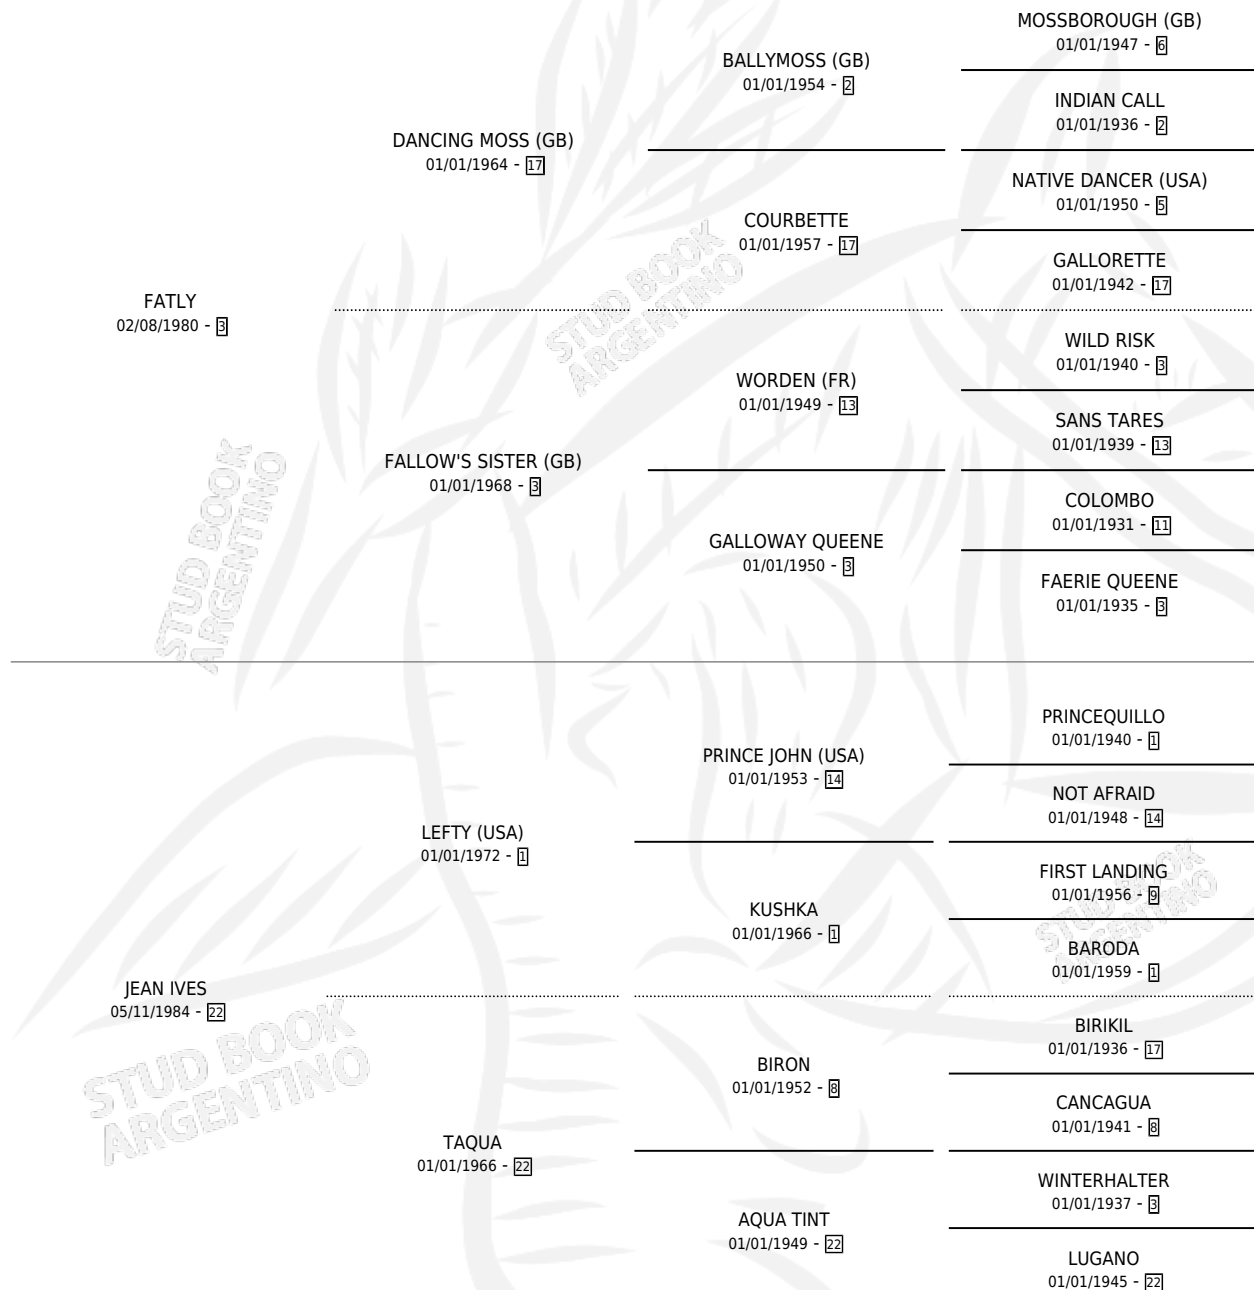 MOSSBOROUGH (GB)
01/01/1947 - 6
BALLYMOSS (GB)
01/01/1954 - 2
INDIAN CALL
01/01/1936 - 2
DANCING MOSS (GB)
01/01/1964 - 17
NATIVE DANCER (USA)
01/01/1950 - 5
COURBETTE
01/01/1957 - 17
GALLORETTE
01/01/1942 - 17
FATLY
02/08/1980 - 3
WILD RISK
01/01/1940 - 3
WORDEN (FR)
01/01/1949 - 13
SANS TARES
01/01/1939 - 13
FALLOW'S SISTER (GB)
01/01/1968 - 3
COLOMBO
01/01/1931 - 11
GALLOWAY QUEENE
01/01/1950 - 3
FAERIE QUEENE
01/01/1935 - 3
PRINCEQUILLO
01/01/1940 - 1
PRINCE JOHN (USA)
01/01/1953 - 14
NOT AFRAID
01/01/1948 - 14
LEFTY (USA)
01/01/1972 - 1
FIRST LANDING
01/01/1956 - 9
KUSHKA
01/01/1966 - 1
BARODA
01/01/1959 - 1
JEAN IVES
05/11/1984 - 22
BIRIKIL
01/01/1936 - 17
BIRON
01/01/1952 - 8
CANCAGUA
01/01/1941 - 8
TAQUA
01/01/1966 - 22
WINTERHALTER
01/01/1937 - 3
AQUA TINT
01/01/1949 - 22
LUGANO
01/01/1945 - 22
STUD BOOK
ARGENTINO
STUD BOOK
ARGENTINO
STUD BOOK
ARGENTINO
STUD BOOK
ARGENTINO